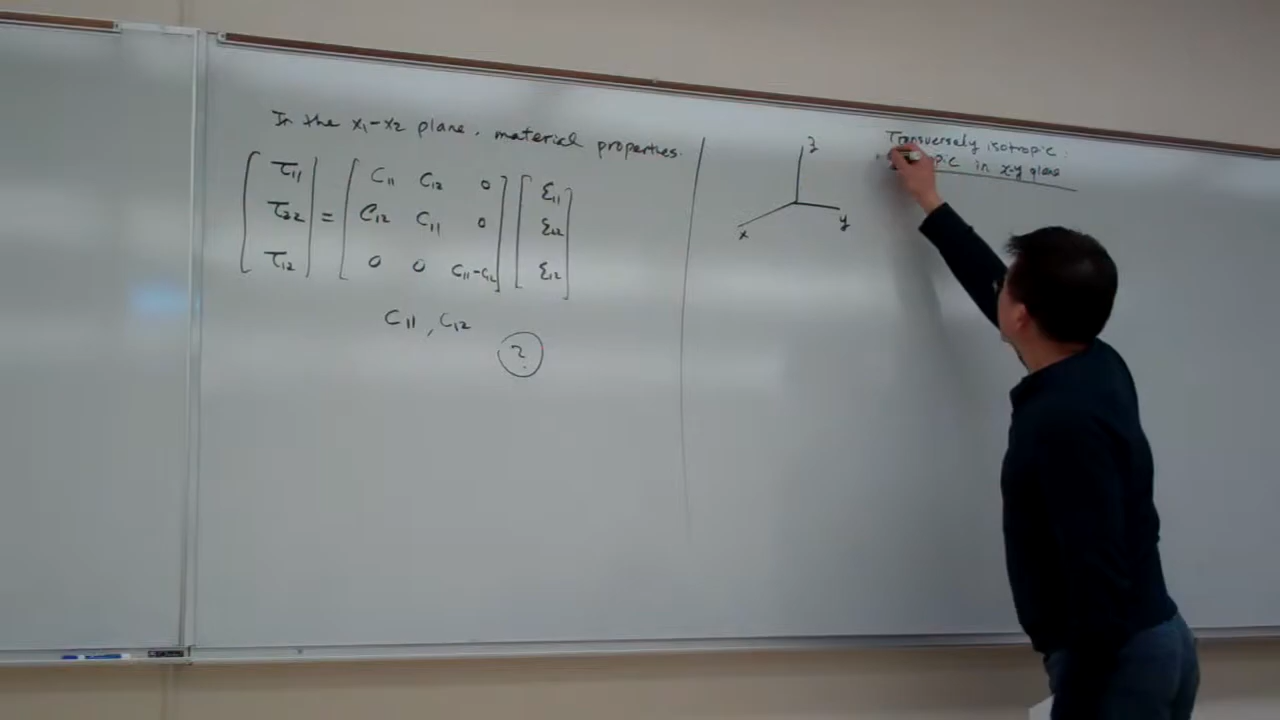 In the x₁-x₂ plane, material properties.
[τ₁₁] = [C₁₁ C₁₂ 0] [ε₁₁]
[τ₂₂] [C₁₂ C₁₁ 0] [ε₂₂]
[τ₁₂] [0 0 C₁₁-C₁₂] [ε₁₂]
C₁₁, C₁₂
?
z
x
y
Transversely isotropic:
in x-y plane